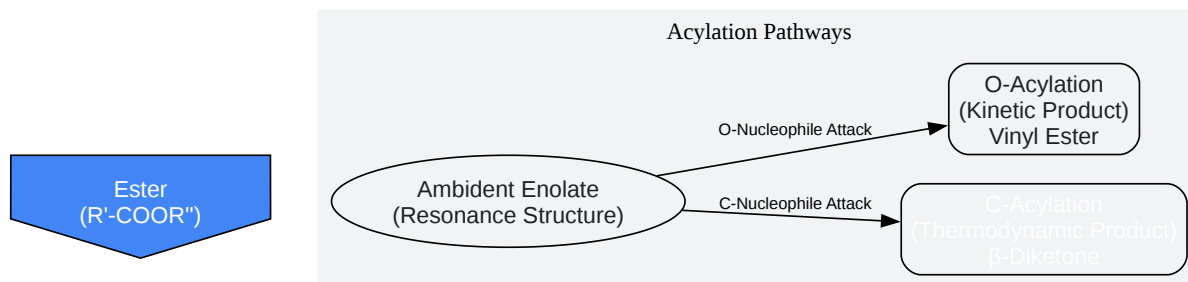 Acylation Pathways
Ester
(R'-COOR")
Ambident Enolate
(Resonance Structure)
O-Nucleophile Attack
C-Nucleophile Attack
O-Acylation
(Kinetic Product)
Vinyl Ester
C-Acylation
(Thermodynamic Product)
β-Diketone